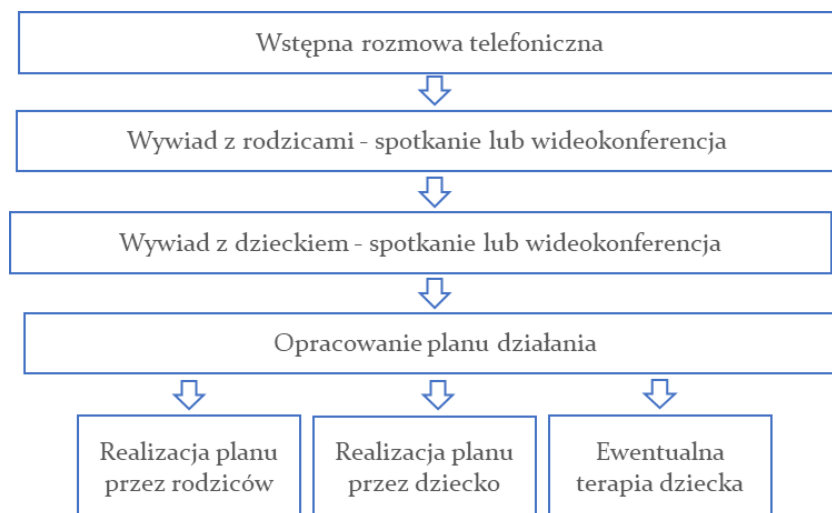 Wstępna rozmowa telefoniczna
Wywiad z rodzicami - spotkanie lub wideokonferencja
Wywiad z dzieckiem - spotkanie lub wideokonferencja
Opracowanie planu działania
Realizacja planu
przez rodziców
Realizacja planu
przez dziecko
Ewentualna
terapia dziecka